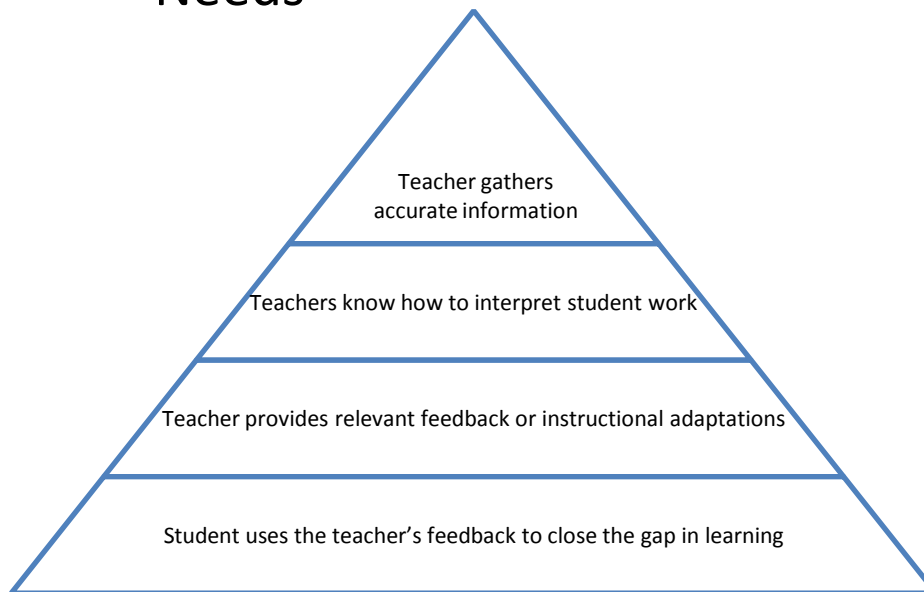 Needs
Teacher gathers
accurate information
Teachers know how to interpret student work
Teacher provides relevant feedback or instructional adaptations
Student uses the teacher’s feedback to close the gap in learning